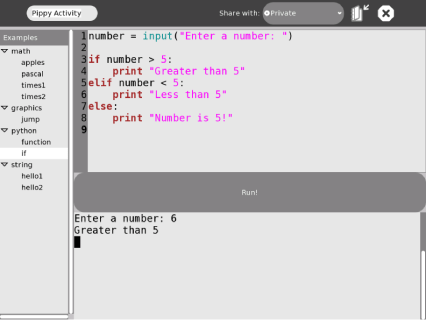 Pippy Activity
Share with:
Private
Examples
math
apples
pascal
times1
times2
graphics
jump
python
function
if
string
hello1
hello2
1 number = input("Enter a number: ")
2
3 if number > 5:
4     print "Greater than 5"
5 elif number < 5:
6     print "Less than 5"
7 else:
8     print "Number is 5!"
9
Run!
Enter a number: 6
Greater than 5